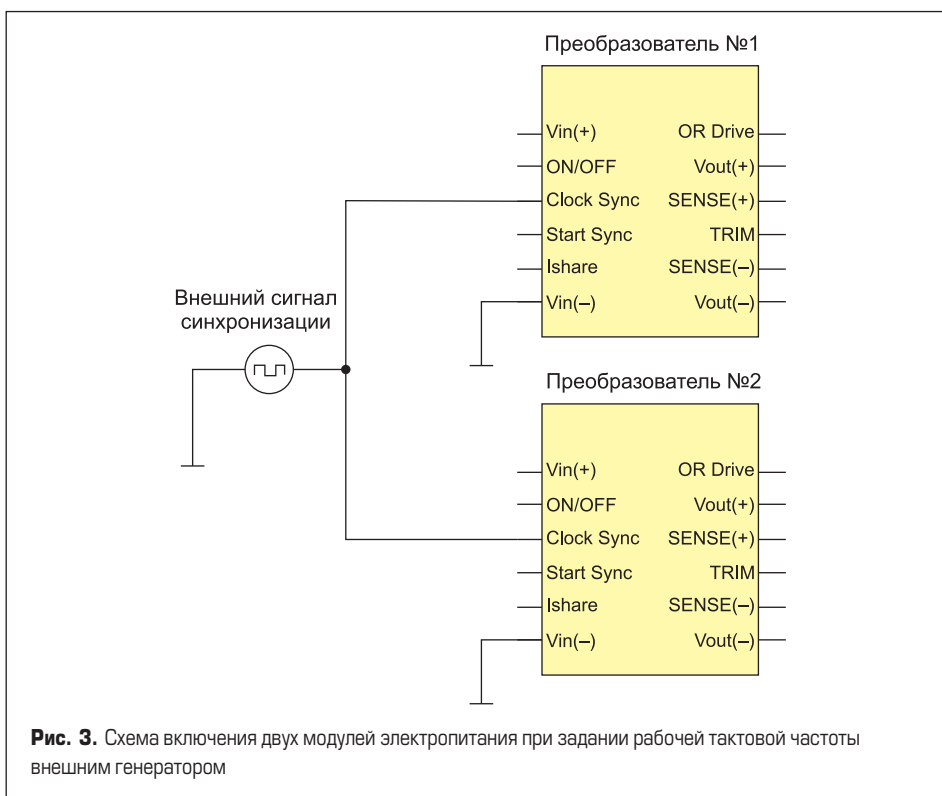 Преобразователь №1
Vin(+) OR Drive
ON/OFF Vout(+)
Clock Sync SENSE(+)
Start Sync TRIM
Ishare SENSE(–)
Vin(–) Vout(–)
Внешний сигнал
синхронизации
Преобразователь №2
Vin(+) OR Drive
ON/OFF Vout(+)
Clock Sync SENSE(+)
Start Sync TRIM
Ishare SENSE(–)
Vin(–) Vout(–)
Рис. 3. Схема включения двух модулей электропитания при задании рабочей тактовой частоты
внешним генератором